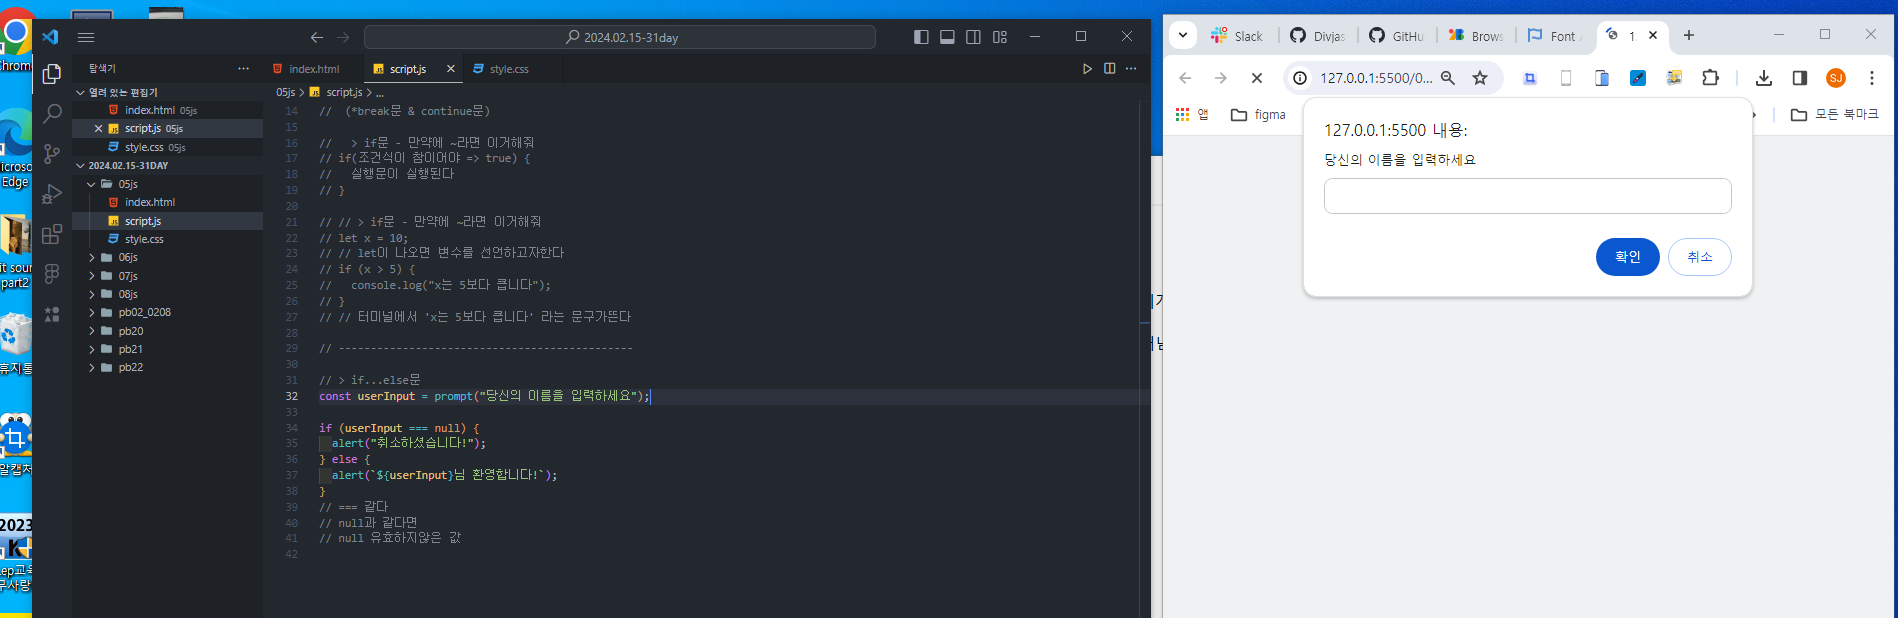 2024.02.15-31day
탐색기
열려 있는 편집기
index.html 05js
script.js 05js
style.css 05js
2024.02.15-31DAY
05js
index.html
script.js
style.css
06js
07js
08js
pb02_0208
pb20
pb21
pb22
index.html
script.js
style.css
05js > script.js > ...
14 // (*break문 & continue문)
15
16 // > if문 - 만약에 ~라면 이거해줘
17 // if(조건식이 참이어야 => true) {
18 // 실행문이 실행된다
19 // }
20
21 // // > if문 - 만약에 ~라면 이거해줘
22 // let x = 10;
23 // // let이 나오면 변수를 선언하고자한다
24 // if (x > 5) {
25 // console.log("x는 5보다 큽니다");
26 // }
27 // // 터미널에서 'x는 5보다 큽니다' 라는 문구가뜬다
28
29 // ----------------------------------------------
30
31 // > if...else문
32 const userInput = prompt("당신의 이름을 입력하세요");
33
34 if (userInput === null) {
35 alert("취소하셨습니다!");
36 } else {
37 alert(`${userInput}님 환영합니다!`);
38 }
39 // === 같다
40 // null과 같다면
41 // null 유효하지않은 값
42
Slack
Divjas
GitHu
Brows
Font
1
127.0.0.1:5500/0...
SJ
앱
figma
모든 북마크
127.0.0.1:5500 내용:
당신의 이름을 입력하세요
확인
취소
Chrom
Edge
part2
휴지통
알캡처
2023